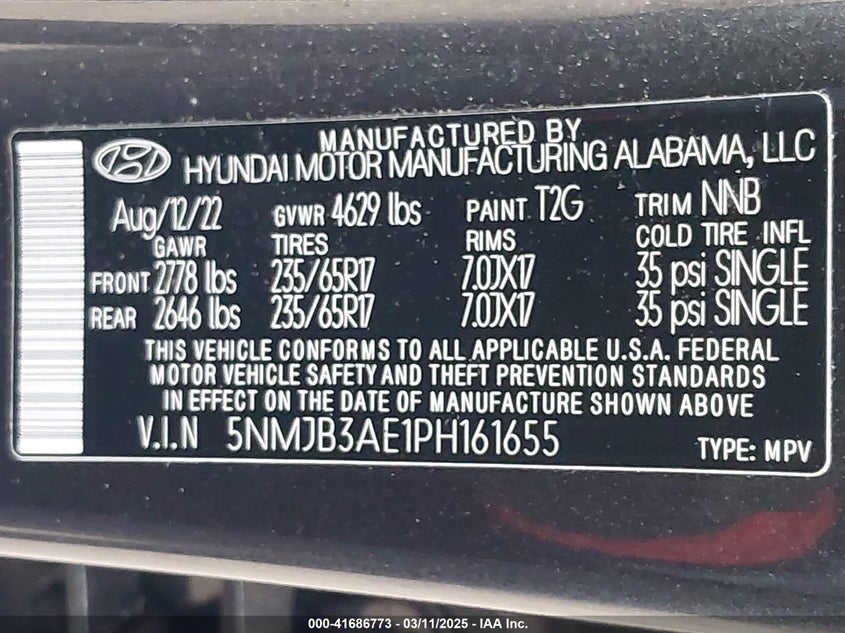 MANUFACTURED BY
HYUNDAI MOTOR MANUFACTURING ALABAMA, LLC
Aug/12/22 GVWR 4629 lbs PAINT T2G TRIM NNB
GAWR TIRES RIMS COLD TIRE INFL
FRONT 2778 lbs 235/65R17 7.0JX17 35 psi SINGLE
REAR 2646 lbs 235/65R17 7.0JX17 35 psi SINGLE
THIS VEHICLE CONFORMS TO ALL APPLICABLE U.S.A. FEDERAL
MOTOR VEHICLE SAFETY AND THEFT PREVENTION STANDARDS
IN EFFECT ON THE DATE OF MANUFACTURE SHOWN ABOVE
V.I.N 5NMJB3AE1PH161655 TYPE: MPV
000-41686773 - 03/11/2025 - IAA Inc.